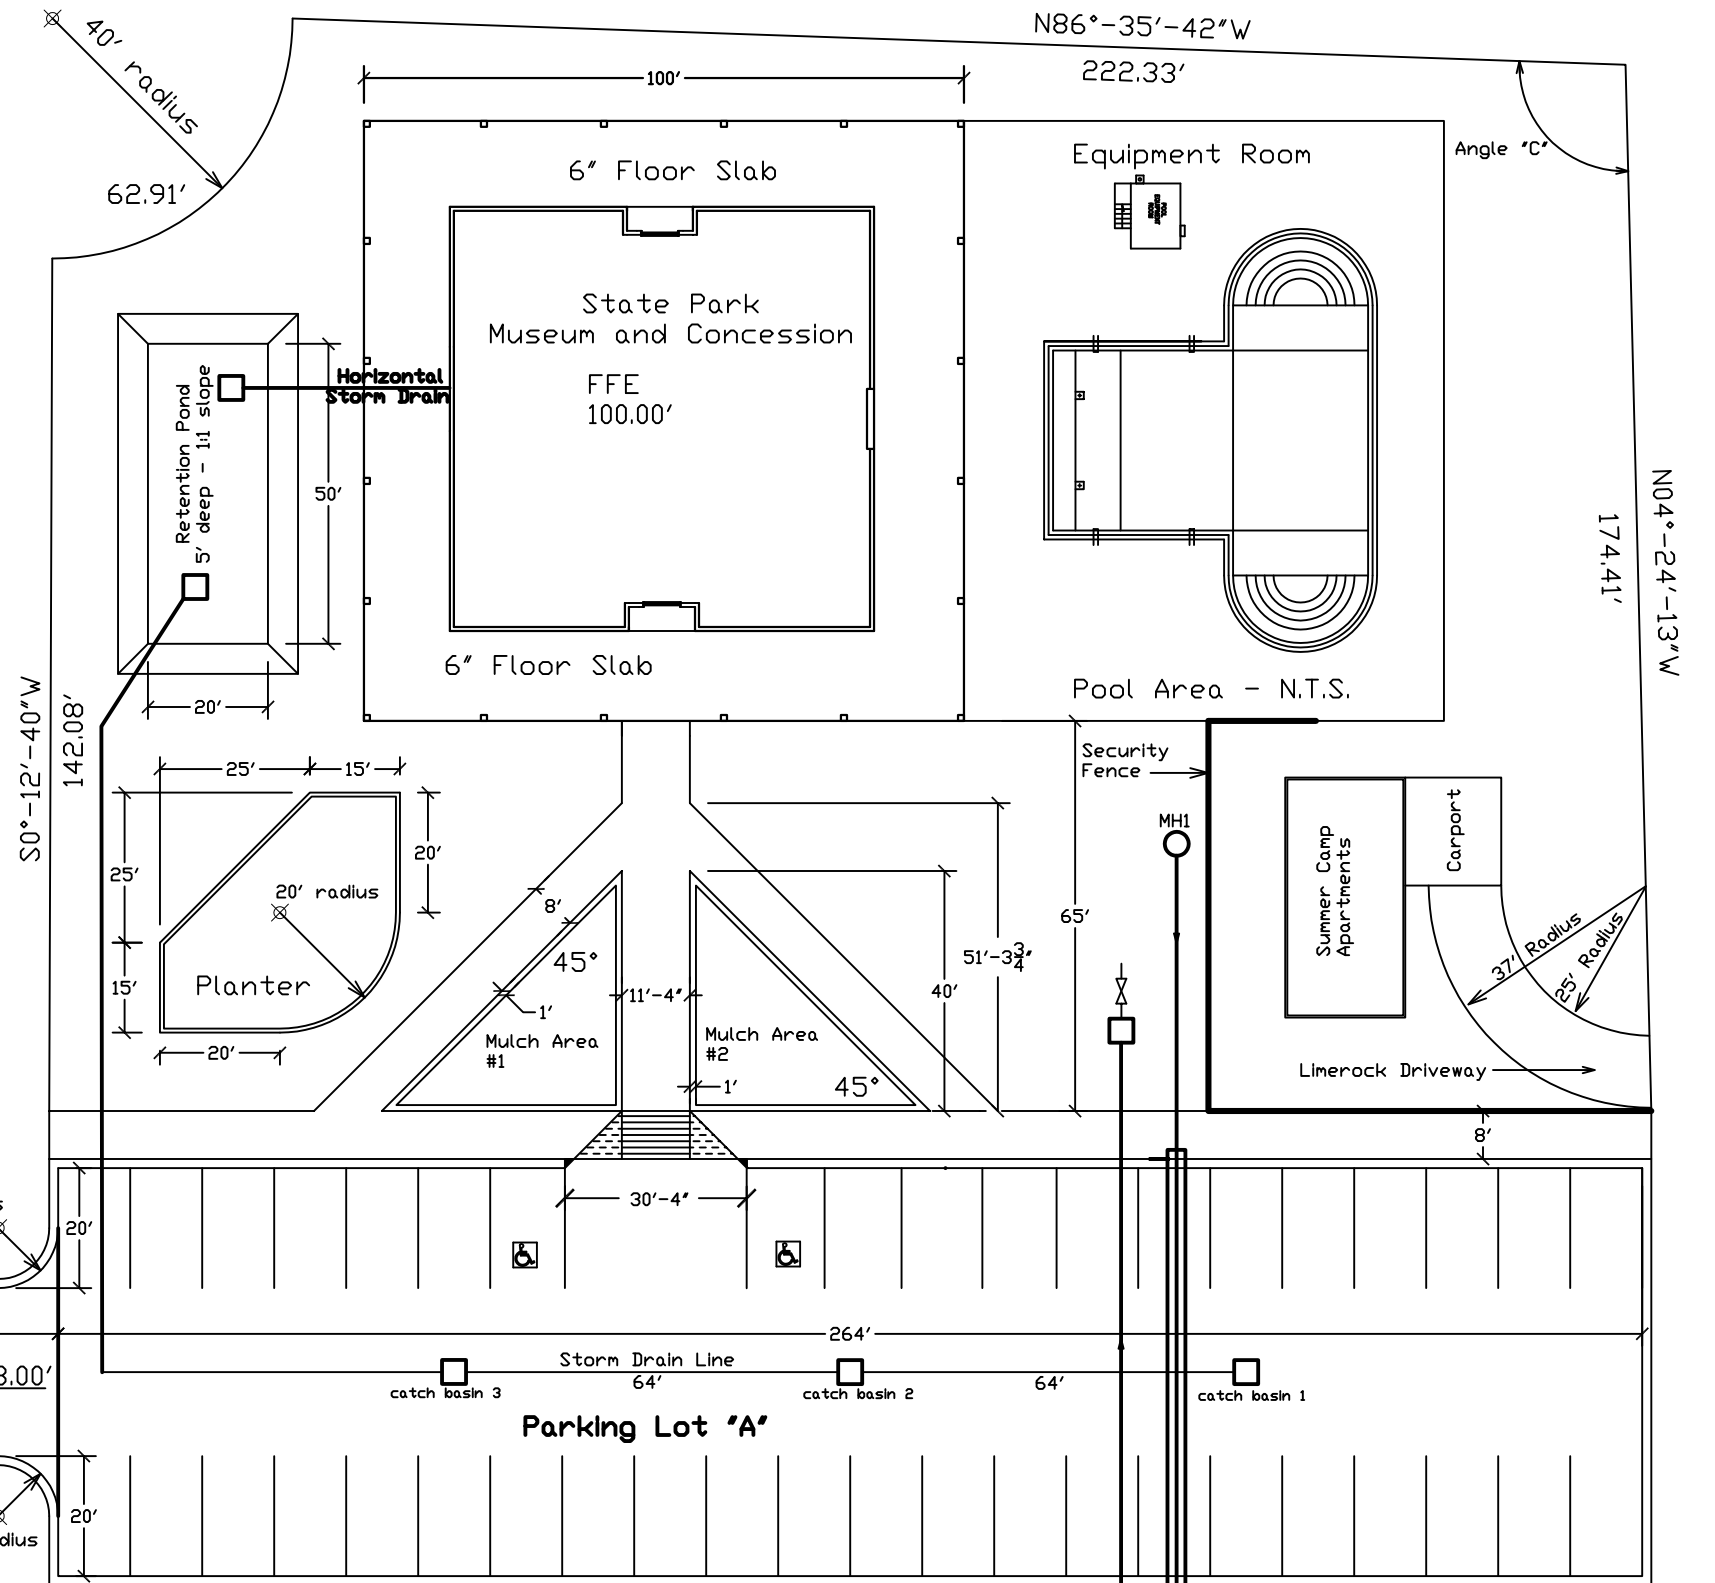 N86°-35'-42"W
222.33'
40' radius
62.91'
100'
6" Floor Slab
Equipment Room
POOL
EQUIPMENT
ROOM
Angle "C"
State Park
Museum and Concession
FFE
100.00'
Horizontal
Storm Drain
Retention Pond
5' deep - 1:1 slope
50'
20'
6" Floor Slab
Pool Area - N.T.S.
N04°-24'-13"W
174.41'
S0°-12'-40"W
142.08'
Security
Fence
MH1
Summer Camp
Apartments
Carport
37' Radius
25' Radius
Limerock Driveway
25'
15'
25'
15'
20'
20' radius
Planter
20'
8'
45°
1'
11'-4"
Mulch Area
#1
Mulch Area
#2
1'
45°
40'
51'-3 3/4"
65'
8'
30'-4"
20'
264'
Storm Drain Line
64'
64'
catch basin 3
catch basin 2
catch basin 1
Parking Lot "A"
20'